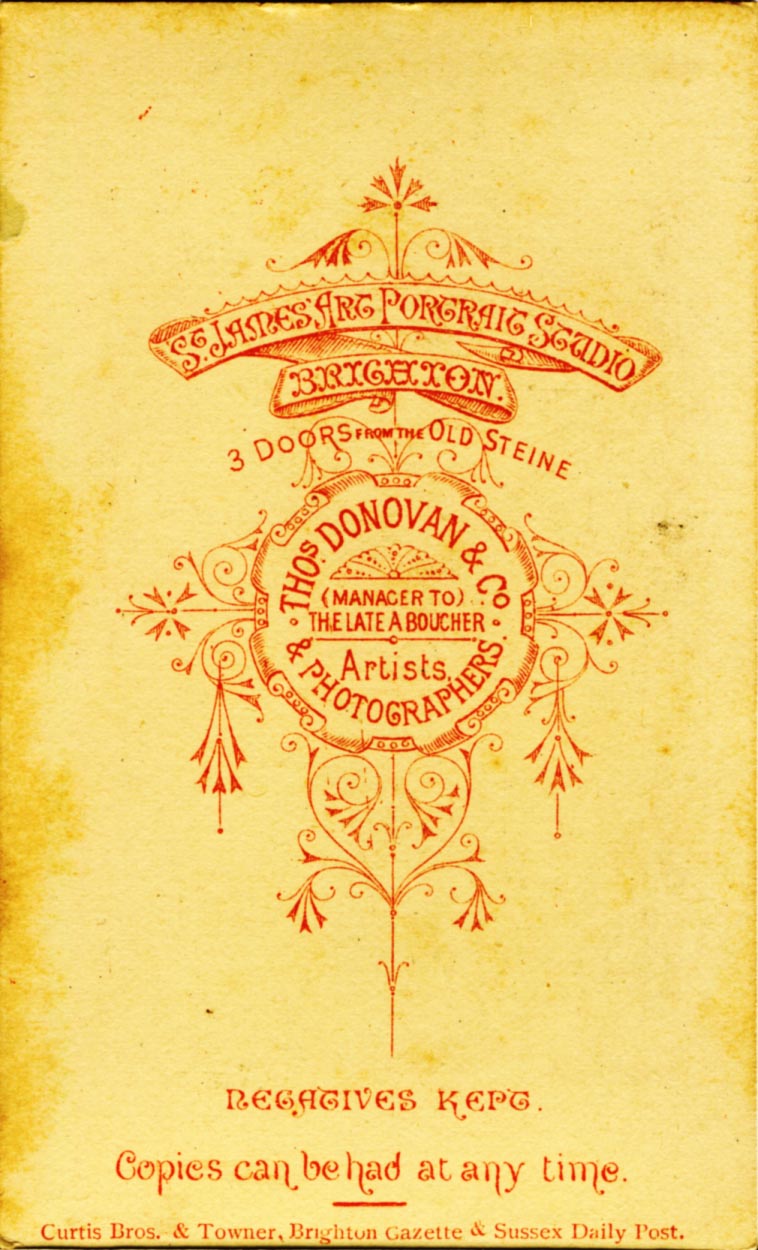 St. James' Art Portrait Studio
Brighton.
3 Doors from the Old Steine
Thos. Donovan & Co.
(Manager to)
The Late A Boucher
Artists,
& Photographers.
Negatives Kept.
Copies can be had at any time.
Curtis Bros. & Towner, Brighton Gazette & Sussex Daily Post.